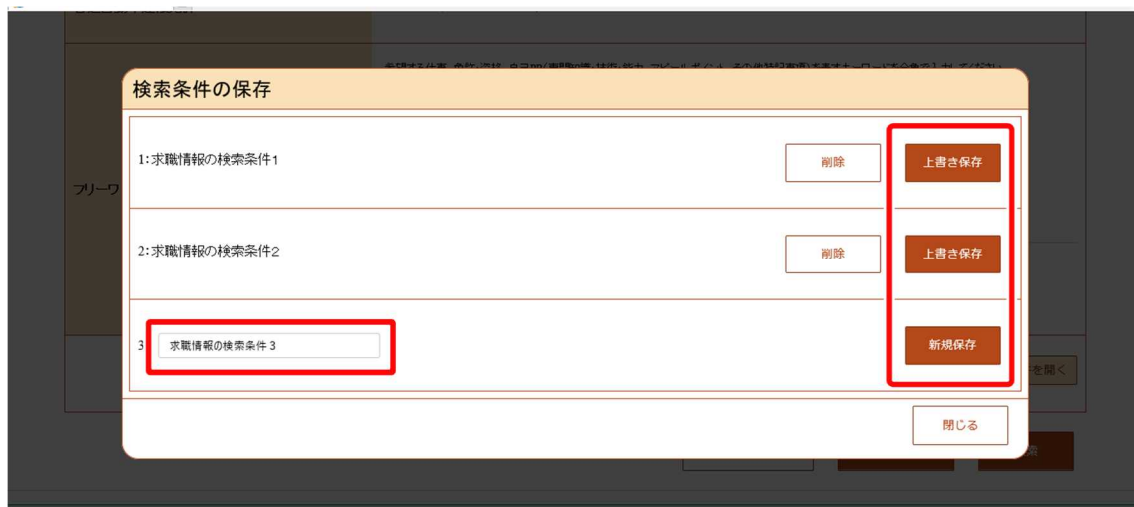 検索条件の保存
1:求職情報の検索条件1
削除
上書き保存
2:求職情報の検索条件2
削除
上書き保存
3
求職情報の検索条件3
新規保存
フリーワ
を開く
閉じる